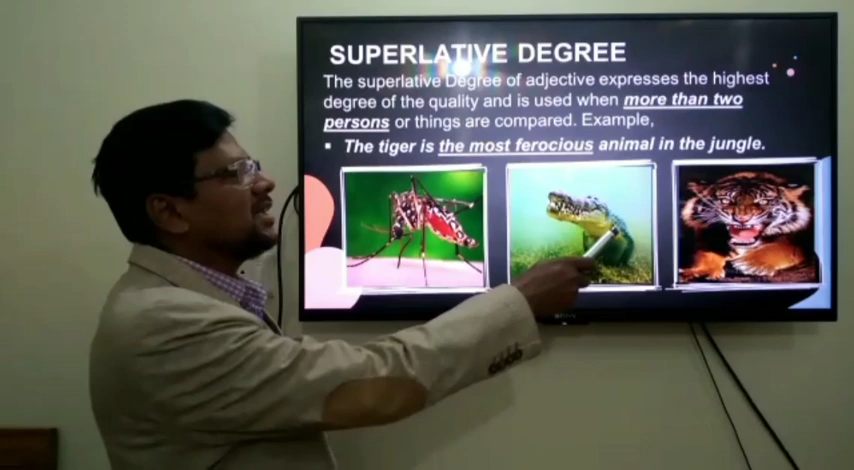 SUPERLATIVE DEGREE
The superlative Degree of adjective expresses the highest
degree of the quality and is used when more than two
persons or things are compared. Example,
▪ The tiger is the most ferocious animal in the jungle.
SONY